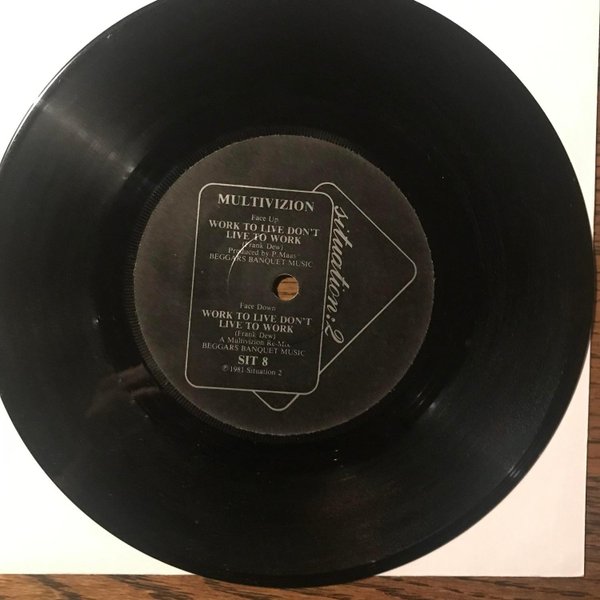 MULTIVIZION
Face Up
WORK TO LIVE DON'T
LIVE TO WORK
(Frank Dew)
Produced by P. Maas
BEGGARS BANQUET MUSIC
Face Down
WORK TO LIVE DON'T
LIVE TO WORK
(Frank Dew)
A Multivizion Re-Mix
BEGGARS BANQUET MUSIC
SIT 8
℗ 1981 Situation 2
situation:2